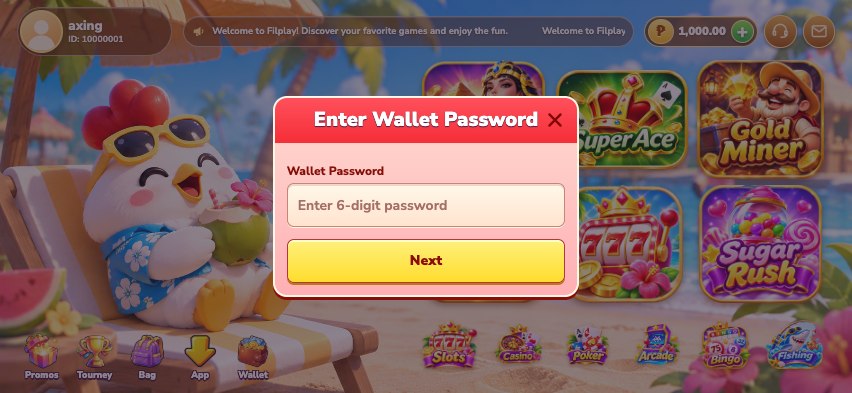 axing
ID: 10000001
Welcome to Filplay! Discover your favorite games and enjoy the fun.
Welcome to Filplay
1,000.00
Enter Wallet Password
Wallet Password
Enter 6-digit password
Next
Super Ace
Gold
Miner
777
Sugar
Rush
Promos
Tourney
Bag
App
Wallet
Slots
Casino
Poker
Arcade
Bingo
Fishing